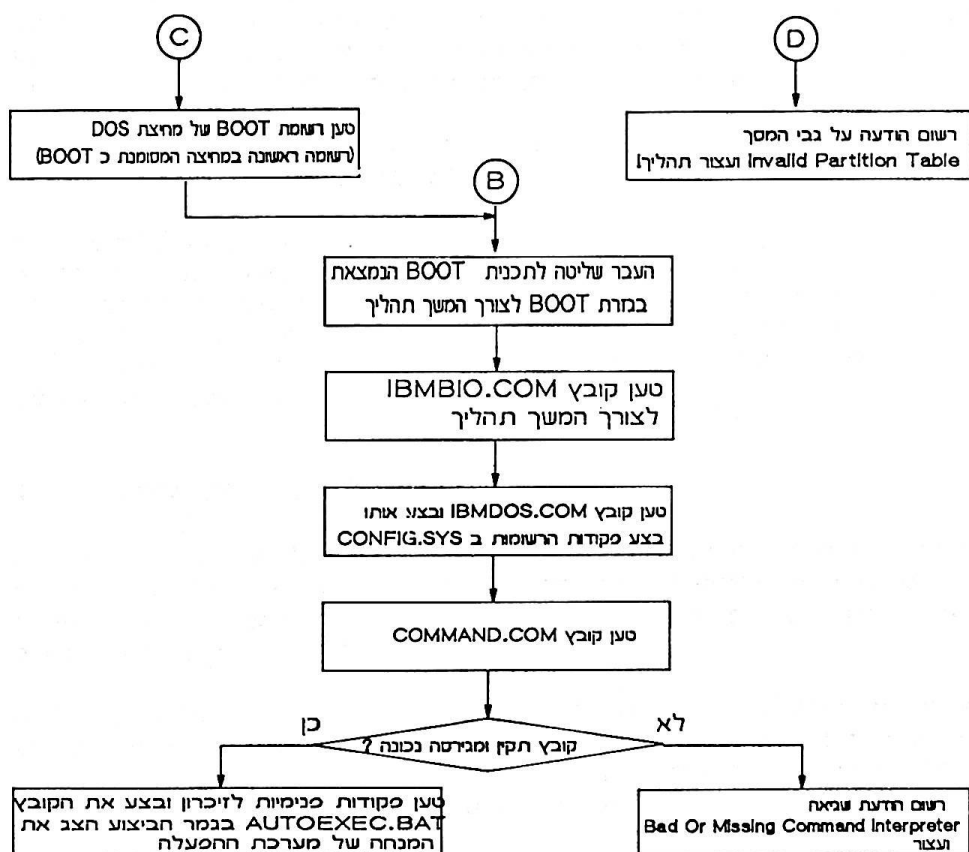 C
D
טען רשומת BOOT של מחיצת DOS
(רשומה ראשונה במחיצה המסומנת כ BOOT)
רשום הודעה על גבי המסך
Invalid Partition Table ועצור תהליך!
B
העבר שליטה לתכנית BOOT הנמצאת
בגזרת BOOT לצורך המשך תהליך
טען קובץ IBMBIO.COM
לצורך המשך תהליך
טען קובץ IBMDOS.COM ובצע אותו
בצע פקודות הרשומות ב CONFIG.SYS
טען קובץ COMMAND.COM
כן
לא
קובץ תקין ומגירסה נכונה ?
טען פקודות פנימיות לזיכרון ובצע את הקובץ
AUTOEXEC.BAT בגמר הביצוע הצג את
המנחה של מערכת ההפעלה
רשום הודעת שגיאה
Bad Or Missing Command Interpreter
ועצור